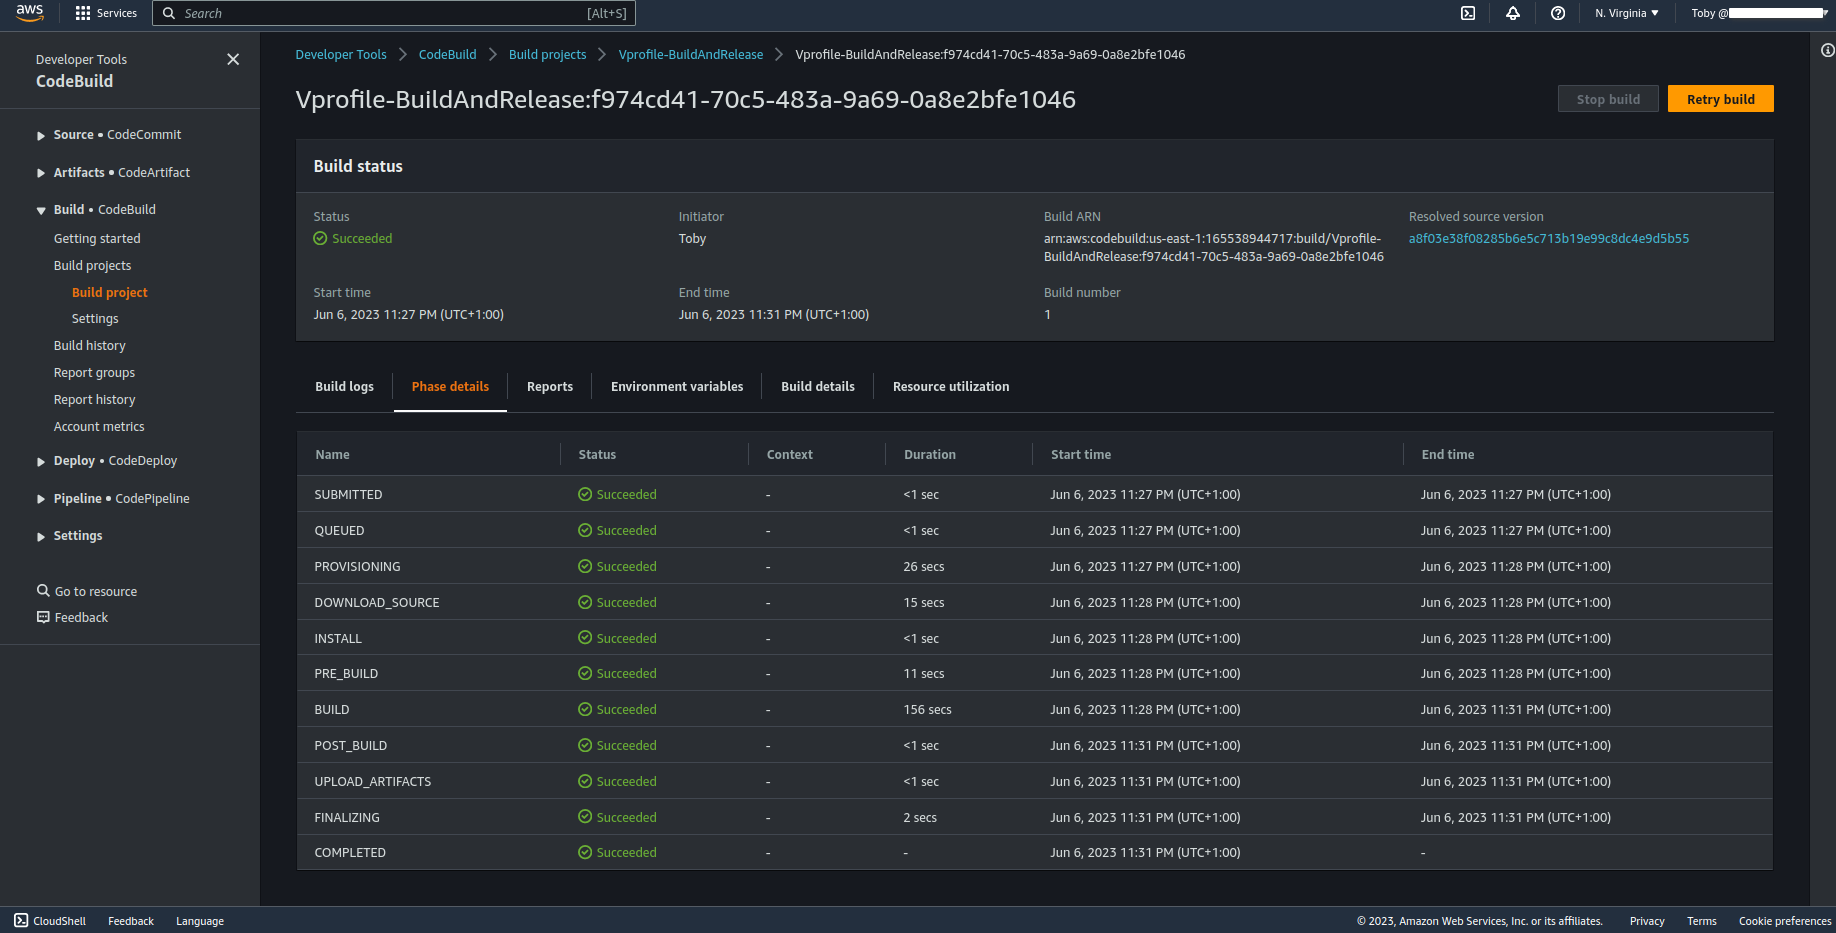 aws Services Search [Alt+S] N. Virginia Toby @
Developer Tools
CodeBuild
Source • CodeCommit
Artifacts • CodeArtifact
Build • CodeBuild
Getting started
Build projects
Build project
Settings
Build history
Report groups
Report history
Account metrics
Deploy • CodeDeploy
Pipeline • CodePipeline
Settings
Go to resource
Feedback
Developer Tools CodeBuild Build projects Vprofile-BuildAndRelease Vprofile-BuildAndRelease:f974cd41-70c5-483a-9a69-0a8e2bfe1046
Vprofile-BuildAndRelease:f974cd41-70c5-483a-9a69-0a8e2bfe1046 Stop build Retry build
Build status
Status Initiator Build ARN Resolved source version
Succeeded Toby arn:aws:codebuild:us-east-1:165538944717:build/Vprofile- a8f03e38f08285b6e5c713b19e99c8dc4e9d5b55
BuildAndRelease:f974cd41-70c5-483a-9a69-0a8e2bfe1046
Start time End time Build number
Jun 6, 2023 11:27 PM (UTC+1:00) Jun 6, 2023 11:31 PM (UTC+1:00) 1
Build logs Phase details Reports Environment variables Build details Resource utilization
Name Status Context Duration Start time End time
SUBMITTED Succeeded - <1 sec Jun 6, 2023 11:27 PM (UTC+1:00) Jun 6, 2023 11:27 PM (UTC+1:00)
QUEUED Succeeded - <1 sec Jun 6, 2023 11:27 PM (UTC+1:00) Jun 6, 2023 11:27 PM (UTC+1:00)
PROVISIONING Succeeded - 26 secs Jun 6, 2023 11:27 PM (UTC+1:00) Jun 6, 2023 11:28 PM (UTC+1:00)
DOWNLOAD_SOURCE Succeeded - 15 secs Jun 6, 2023 11:28 PM (UTC+1:00) Jun 6, 2023 11:28 PM (UTC+1:00)
INSTALL Succeeded - <1 sec Jun 6, 2023 11:28 PM (UTC+1:00) Jun 6, 2023 11:28 PM (UTC+1:00)
PRE_BUILD Succeeded - 11 secs Jun 6, 2023 11:28 PM (UTC+1:00) Jun 6, 2023 11:28 PM (UTC+1:00)
BUILD Succeeded - 156 secs Jun 6, 2023 11:28 PM (UTC+1:00) Jun 6, 2023 11:31 PM (UTC+1:00)
POST_BUILD Succeeded - <1 sec Jun 6, 2023 11:31 PM (UTC+1:00) Jun 6, 2023 11:31 PM (UTC+1:00)
UPLOAD_ARTIFACTS Succeeded - <1 sec Jun 6, 2023 11:31 PM (UTC+1:00) Jun 6, 2023 11:31 PM (UTC+1:00)
FINALIZING Succeeded - 2 secs Jun 6, 2023 11:31 PM (UTC+1:00) Jun 6, 2023 11:31 PM (UTC+1:00)
COMPLETED Succeeded - - Jun 6, 2023 11:31 PM (UTC+1:00) -
CloudShell Feedback Language © 2023, Amazon Web Services, Inc. or its affiliates. Privacy Terms Cookie preferences